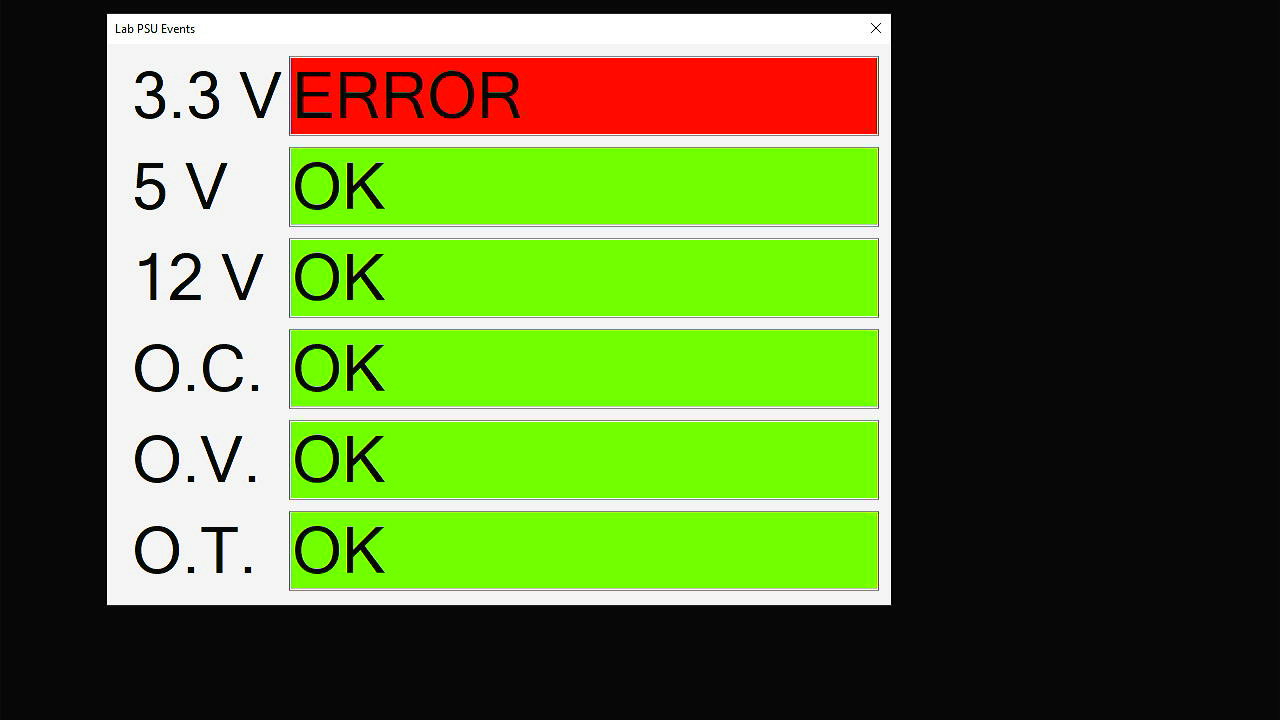 Lab PSU Events
3.3 V ERROR
5 V OK
12 V OK
O.C. OK
O.V. OK
O.T. OK